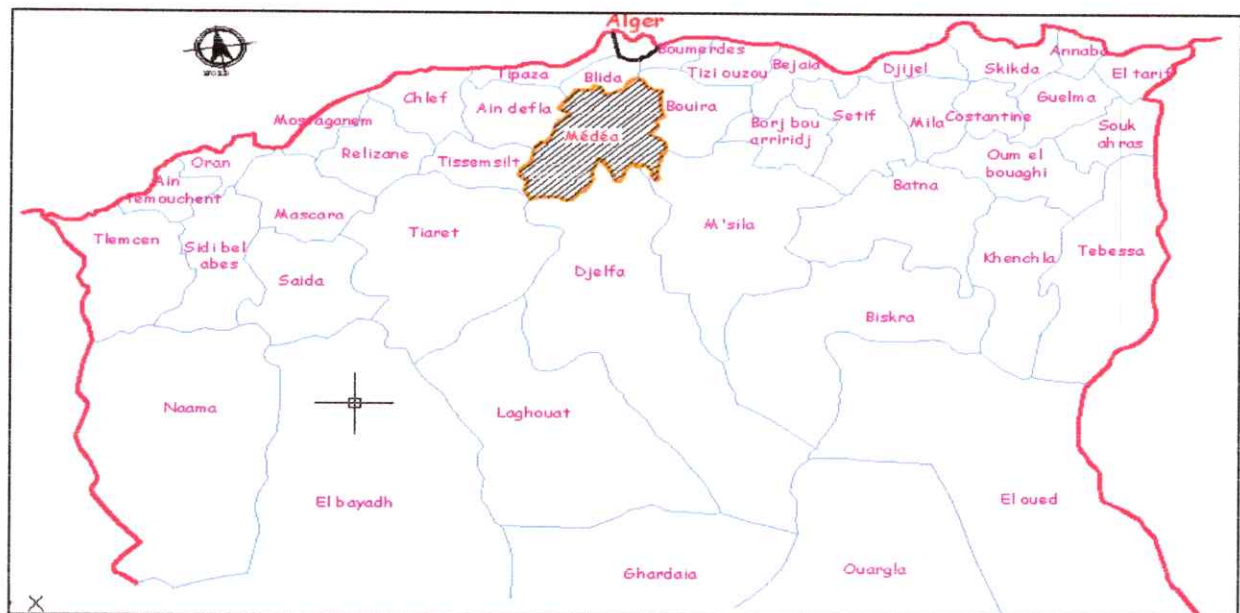 Alger
Boumerdes
Annaba
Tipaza
Blida
Tizi ouzou
Bejaia
Djijel
Skikda
El tarif
Chlef
Ain defla
Bouira
Setif
Guelma
Mostaganem
Médéa
Borj bou
arriridj
Mila
Costantine
Souk
ahras
Oran
Relizane
Tissemsilt
Oum el
bouaghi
Ain
Temouchent
Mascara
Batna
Tlemcen
Sidi bel
abes
Tiaret
M'sila
Khenchla
Tebessa
Saida
Djelfa
Biskra
Naama
Laghouat
El bayadh
El oued
Ghardaia
Ouargla
X